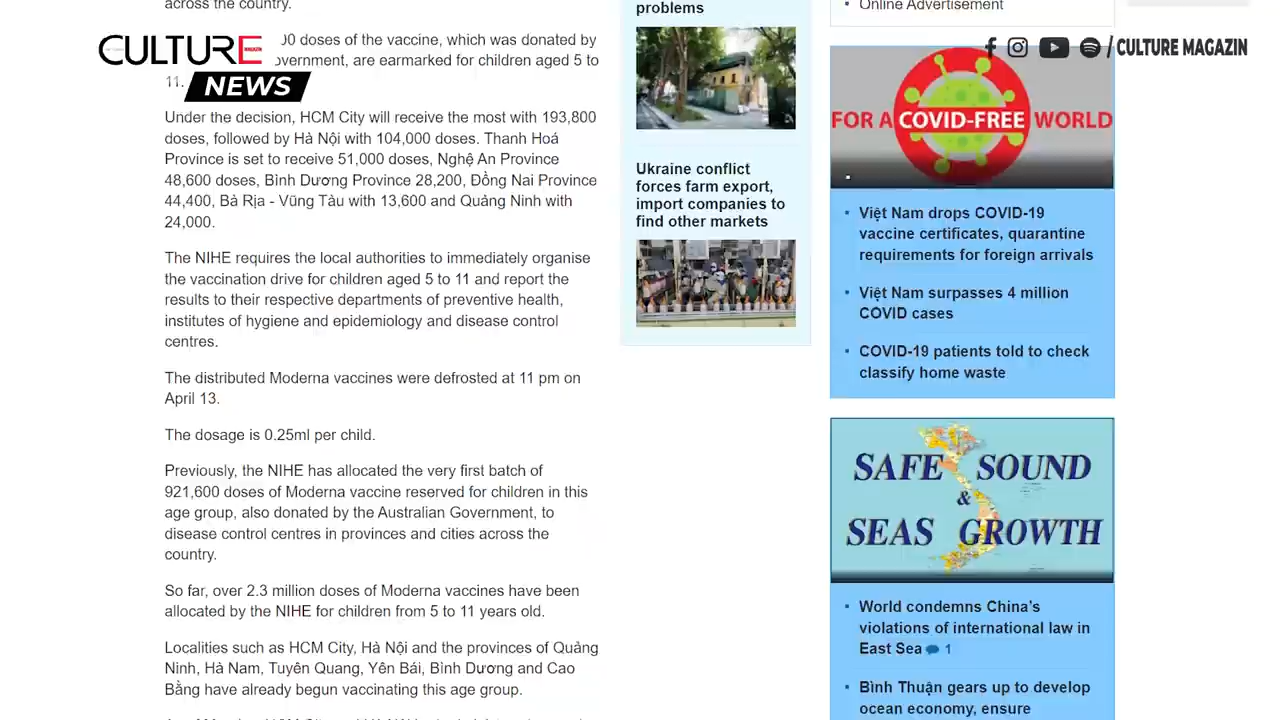 across the country.
CULTURE
NEWS
00 doses of the vaccine, which was donated by
overnment, are earmarked for children aged 5 to
11.
Under the decision, HCM City will receive the most with 193,800
doses, followed by Hà Nội with 104,000 doses. Thanh Hoá
Province is set to receive 51,000 doses, Nghệ An Province
48,600 doses, Bình Dương Province 28,200, Đồng Nai Province
44,400, Bà Rịa - Vũng Tàu with 13,600 and Quảng Ninh with
24,000.
The NIHE requires the local authorities to immediately organise
the vaccination drive for children aged 5 to 11 and report the
results to their respective departments of preventive health,
institutes of hygiene and epidemiology and disease control
centres.
The distributed Moderna vaccines were defrosted at 11 pm on
April 13.
The dosage is 0.25ml per child.
Previously, the NIHE has allocated the very first batch of
921,600 doses of Moderna vaccine reserved for children in this
age group, also donated by the Australian Government, to
disease control centres in provinces and cities across the
country.
So far, over 2.3 million doses of Moderna vaccines have been
allocated by the NIHE for children from 5 to 11 years old.
Localities such as HCM City, Hà Nội and the provinces of Quảng
Ninh, Hà Nam, Tuyên Quang, Yên Bái, Bình Dương and Cao
Bằng have already begun vaccinating this age group.
problems
Ukraine conflict
forces farm export,
import companies to
find other markets
Online Advertisement
/ CULTURE MAGAZIN
FOR A COVID-FREE WORLD
Việt Nam drops COVID-19
vaccine certificates, quarantine
requirements for foreign arrivals
Việt Nam surpasses 4 million
COVID cases
COVID-19 patients told to check
classify home waste
SAFE SOUND
&
SEAS GROWTH
World condemns China's
violations of international law in
East Sea 1
Bình Thuận gears up to develop
ocean economy, ensure